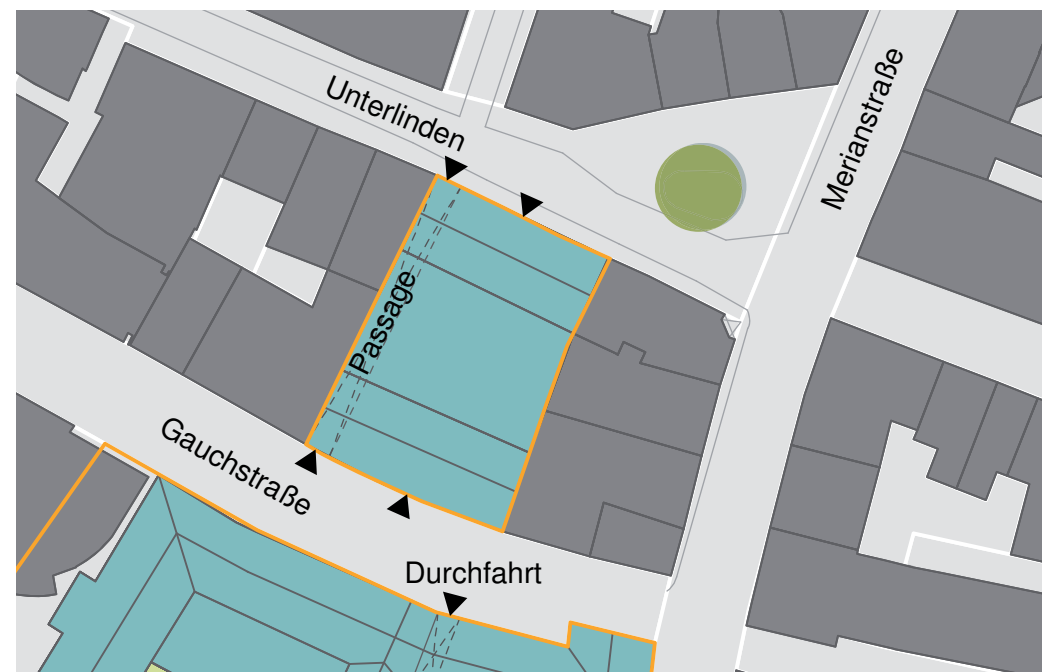 Unterlinden
Merianstraße
Passage
Gauchstraße
Durchfahrt